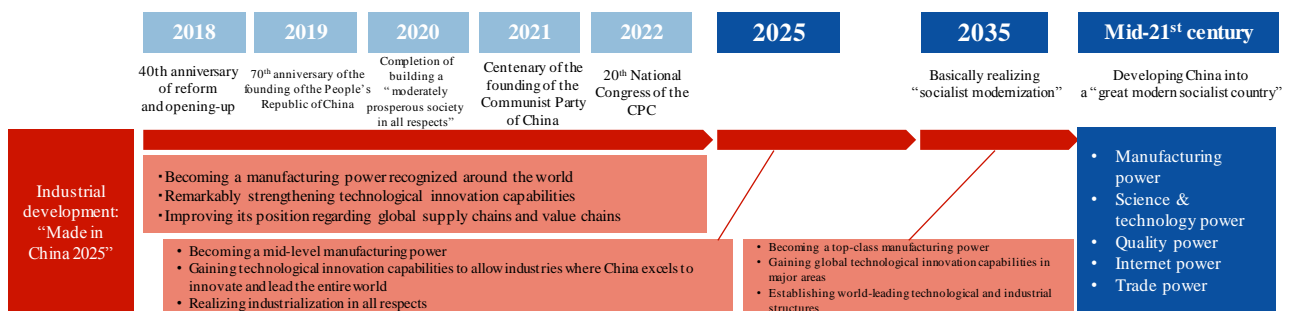 2018
2019
2020
2021
2022
2025
2035
Mid-21st century
40th anniversary
of reform
and opening-up
70th anniversary of the
founding of the People's
Republic of China
Completion of
building a
"moderately
prosperous society
in all respects"
Centenary of the
founding of the
Communist Party
of China
20th National
Congress of the
CPC
Basically realizing
"socialist modernization"
Developing China into
a "great modern socialist country"
Industrial
development:
"Made in
China 2025"
・Becoming a manufacturing power recognized around the world
・Remarkably strengthening technological innovation capabilities
・Improving its position regarding global supply chains and value chains
• Becoming a mid-level manufacturing power
• Gaining technological innovation capabilities to allow industries where China excels to
innovate and lead the entire world
• Realizing industrialization in all respects
• Becoming a top-class manufacturing power
• Gaining global technological innovation capabilities in
major areas
• Establishing world-leading technological and industrial
structures
• Manufacturing
power
• Science &
technology power
• Quality power
• Internet power
• Trade power